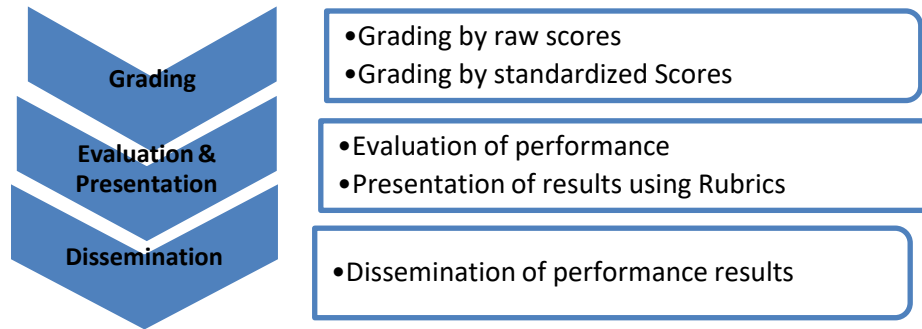 Grading
•Grading by raw scores
•Grading by standardized Scores
Evaluation &
Presentation
•Evaluation of performance
•Presentation of results using Rubrics
Dissemination
•Dissemination of performance results